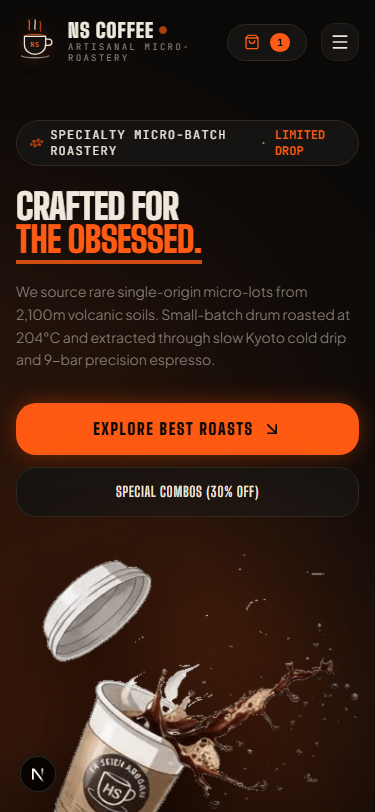 NS
NS COFFEE
ARTISANAL MICRO-
ROASTERY
1
SPECIALTY MICRO-BATCH
ROASTERY
·
LIMITED
DROP
CRAFTED FOR
THE OBSESSED.
We source rare single-origin micro-lots from
2,100m volcanic soils. Small-batch drum roasted at
204°C and extracted through slow Kyoto cold drip
and 9-bar precision espresso.
EXPLORE BEST ROASTS
SPECIAL COMBOS (30% OFF)
HS
N